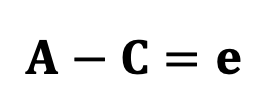 A − C = e